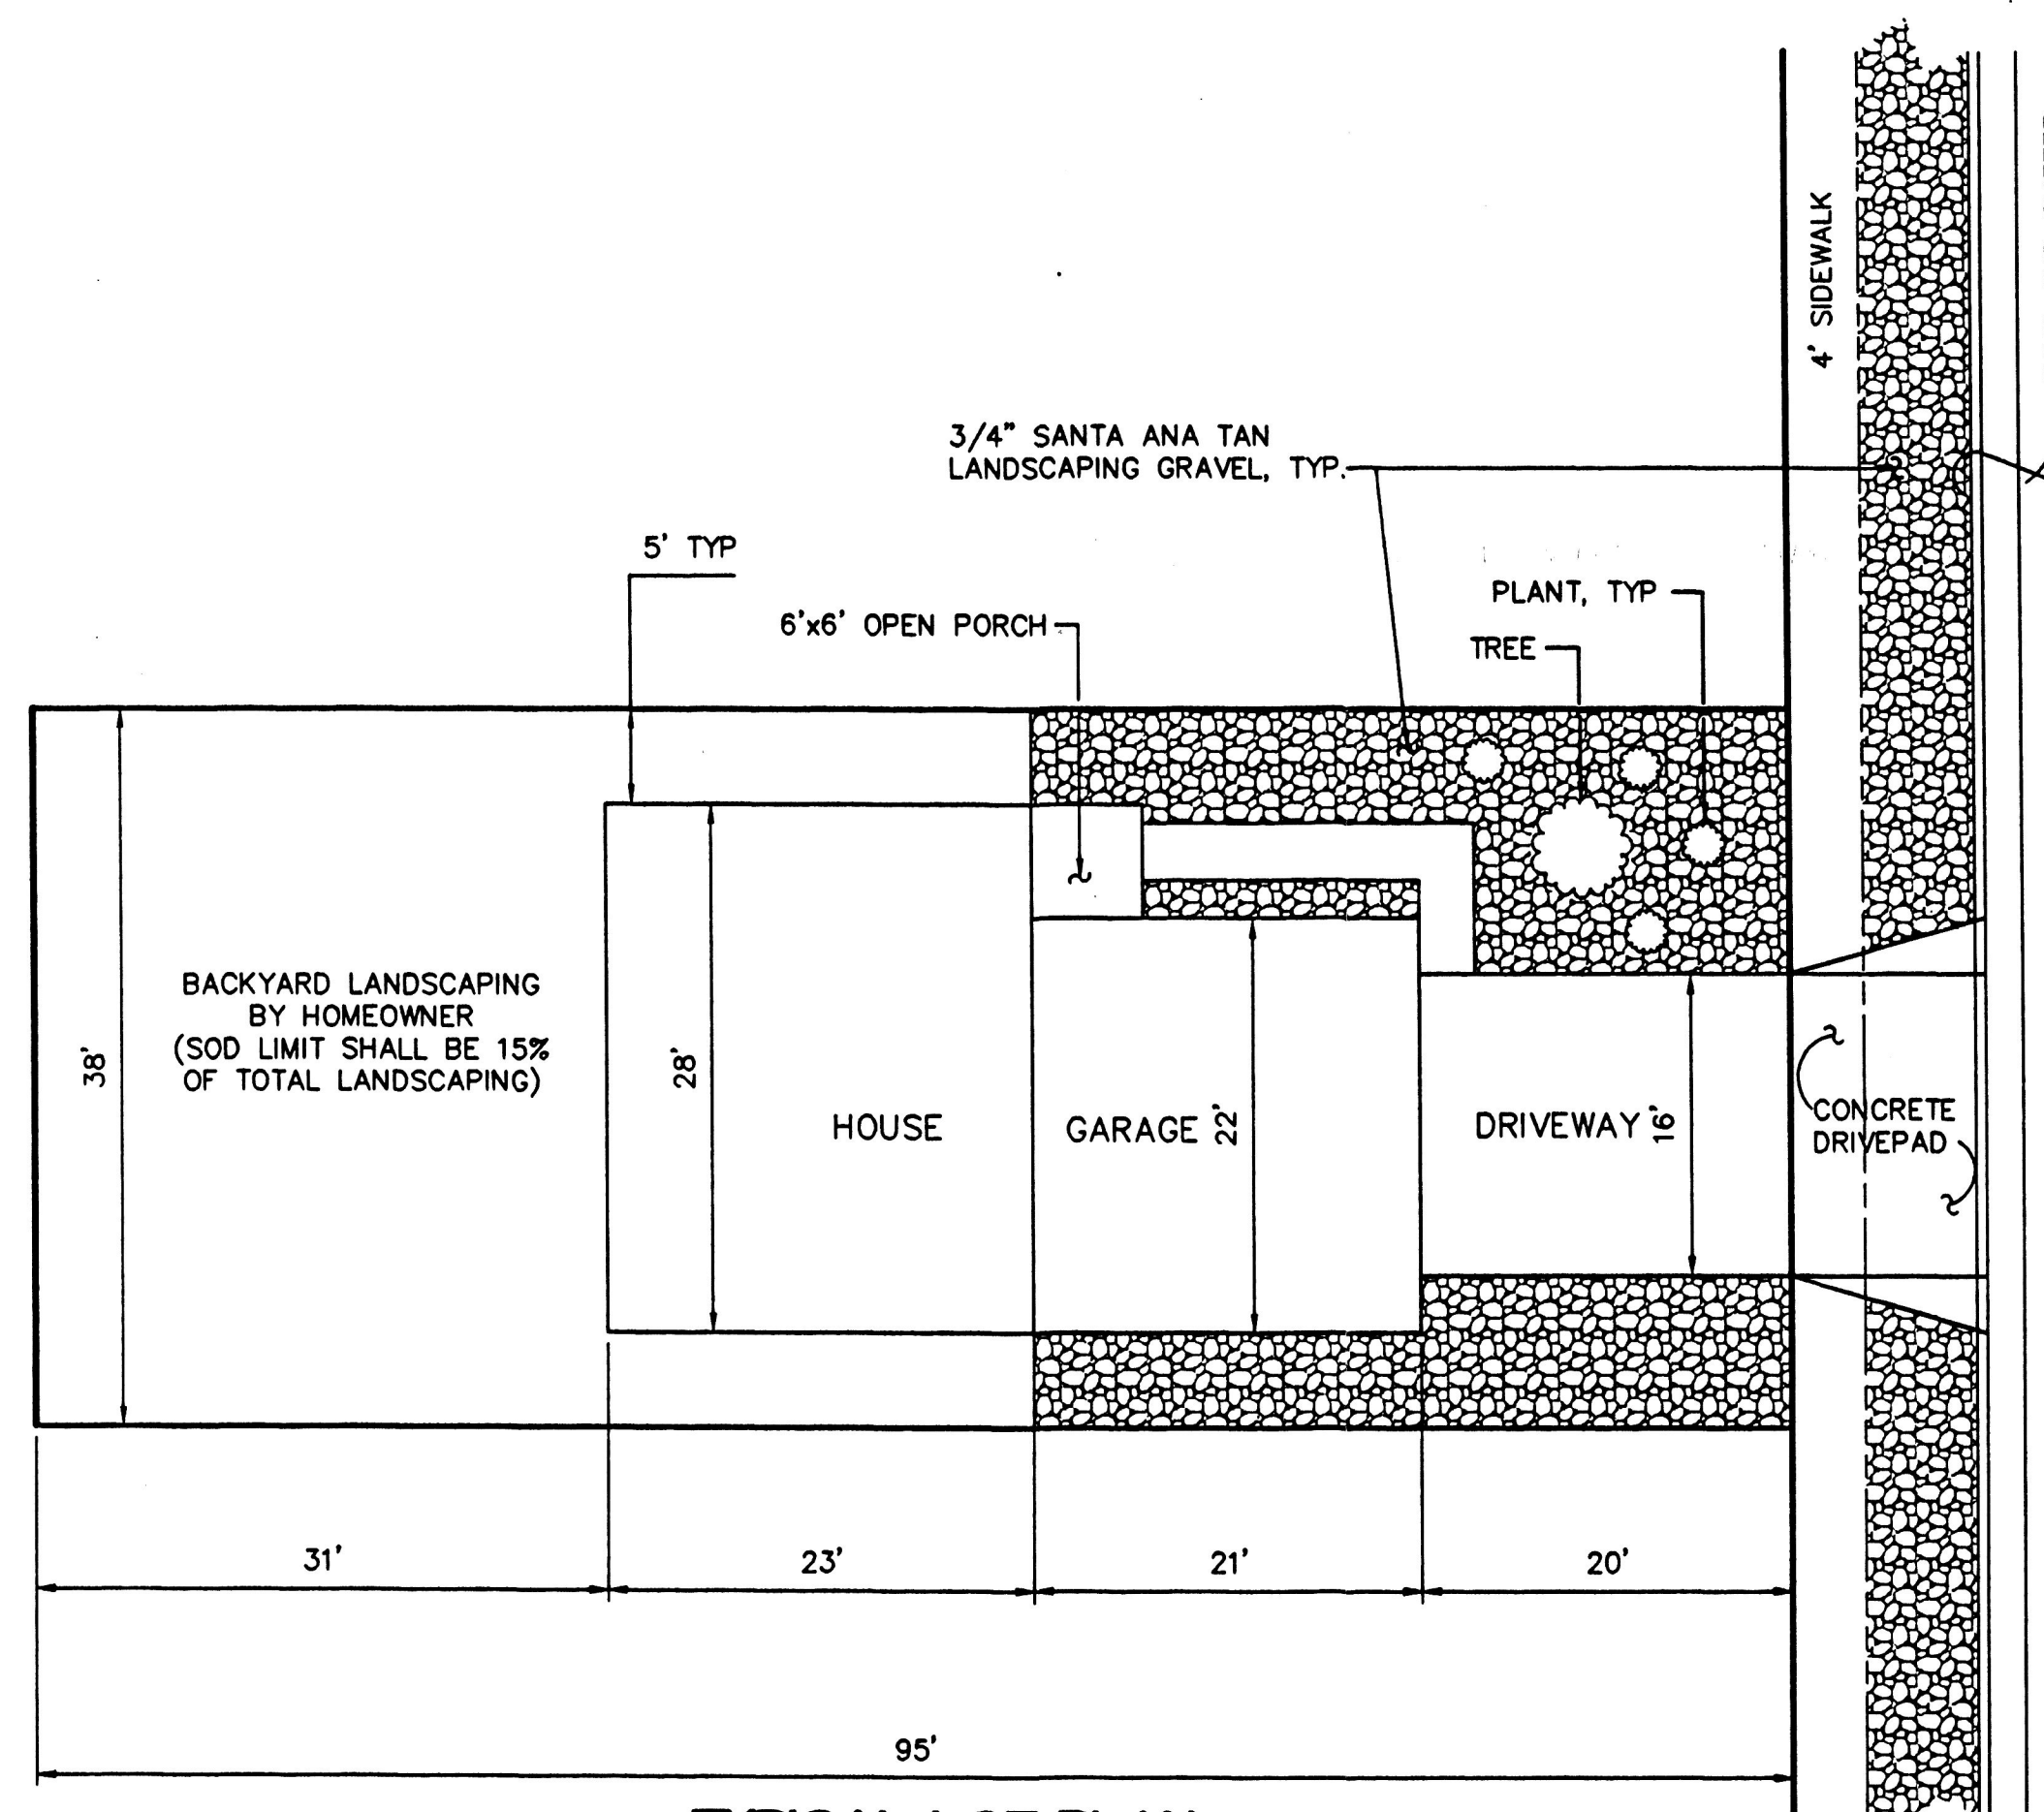 4' SIDEWALK
3/4" SANTA ANA TAN
LANDSCAPING GRAVEL, TYP.
5' TYP
6'x6' OPEN PORCH
PLANT, TYP
TREE
BACKYARD LANDSCAPING
BY HOMEOWNER
(SOD LIMIT SHALL BE 15%
OF TOTAL LANDSCAPING)
38'
28'
HOUSE
GARAGE
22'
DRIVEWAY
16'
CONCRETE
DRIVEPAD
31'
23'
21'
20'
95'